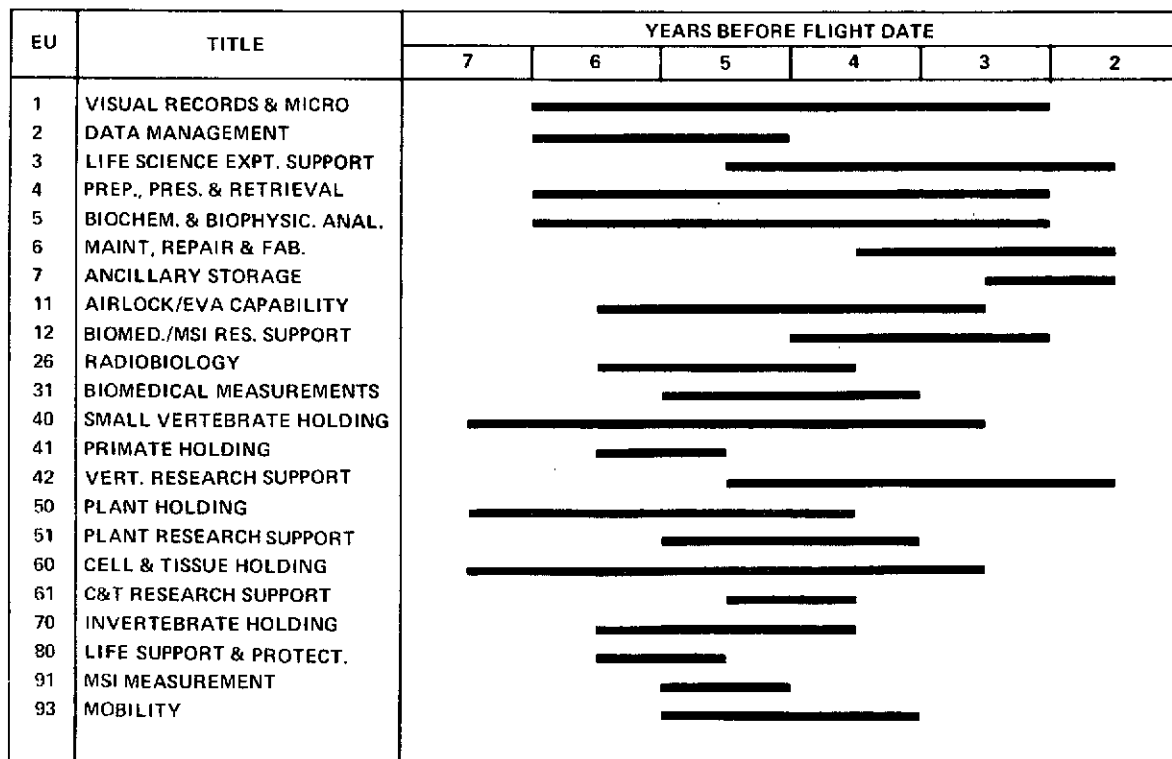 EU TITLE YEARS BEFORE FLIGHT DATE
7 6 5 4 3 2
1 VISUAL RECORDS & MICRO
2 DATA MANAGEMENT
3 LIFE SCIENCE EXPT. SUPPORT
4 PREP., PRES. & RETRIEVAL
5 BIOCHEM. & BIOPHYSIC. ANAL.
6 MAINT, REPAIR & FAB.
7 ANCILLARY STORAGE
11 AIRLOCK/EVA CAPABILITY
12 BIOMED./MSI RES. SUPPORT
26 RADIOBIOLOGY
31 BIOMEDICAL MEASUREMENTS
40 SMALL VERTEBRATE HOLDING
41 PRIMATE HOLDING
42 VERT. RESEARCH SUPPORT
50 PLANT HOLDING
51 PLANT RESEARCH SUPPORT
60 CELL & TISSUE HOLDING
61 C&T RESEARCH SUPPORT
70 INVERTEBRATE HOLDING
80 LIFE SUPPORT & PROTECT.
91 MSI MEASUREMENT
93 MOBILITY